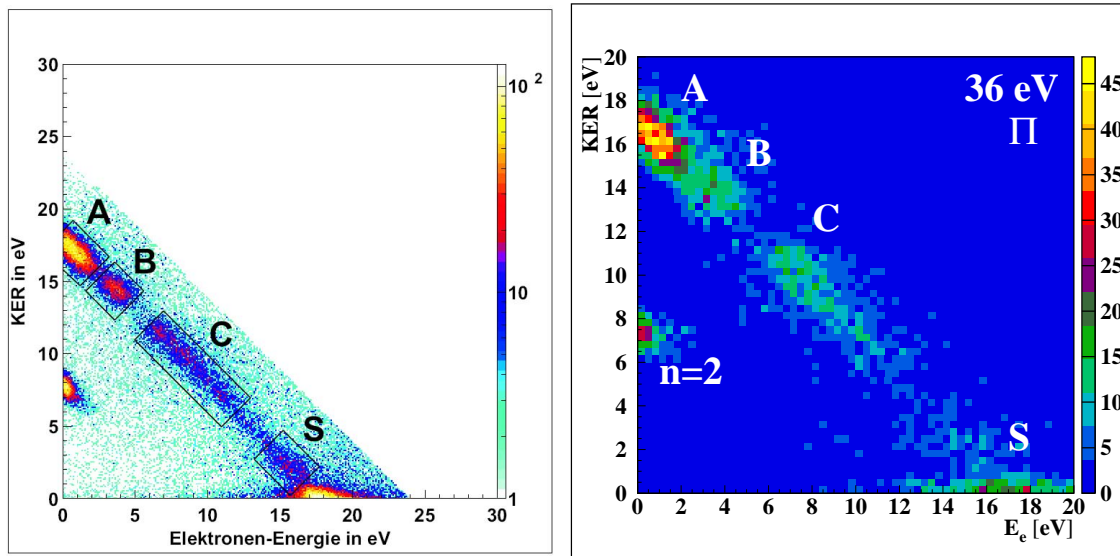 30
25
20
15
10
5
0
0 5 10 15 20 25 30
KER in eV
Elektronen-Energie in eV
A
B
C
S
10²
10
1
20
18
16
14
12
10
8
6
4
2
0
0 2 4 6 8 10 12 14 16 18 20
KER [eV]
E_e [eV]
A
B
C
S
n=2
36 eV
Π
45
40
35
30
25
20
15
10
5
0